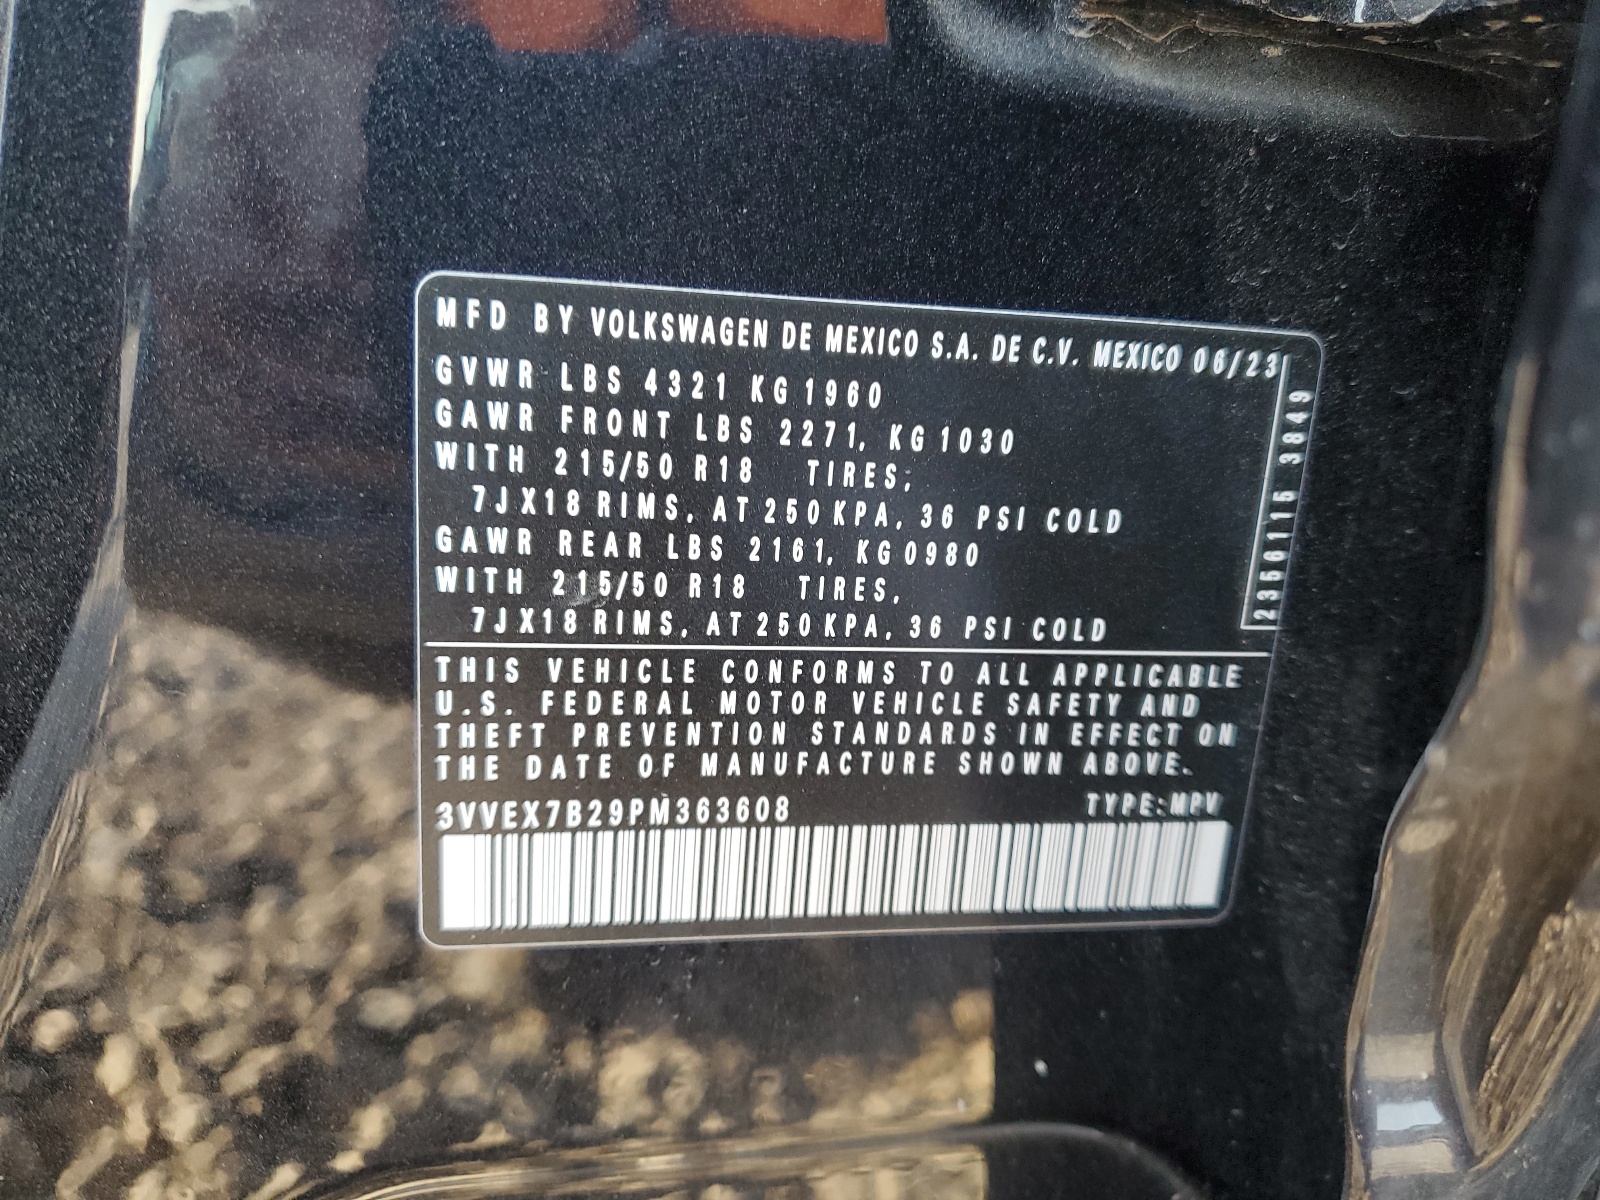 MFD BY VOLKSWAGEN DE MEXICO S.A. DE C.V. MEXICO 06/23
GVWR LBS 4321 KG 1960
GAWR FRONT LBS 2271, KG 1030
WITH 215/50 R18 TIRES,
7JX18 RIMS, AT 250 KPA, 36 PSI COLD
GAWR REAR LBS 2161, KG 0980
WITH 215/50 R18 TIRES,
7JX18 RIMS, AT 250 KPA, 36 PSI COLD
2356115 3849
THIS VEHICLE CONFORMS TO ALL APPLICABLE
U.S. FEDERAL MOTOR VEHICLE SAFETY AND
THEFT PREVENTION STANDARDS IN EFFECT ON
THE DATE OF MANUFACTURE SHOWN ABOVE.
3VVEX7B29PM363608 TYPE:MPV